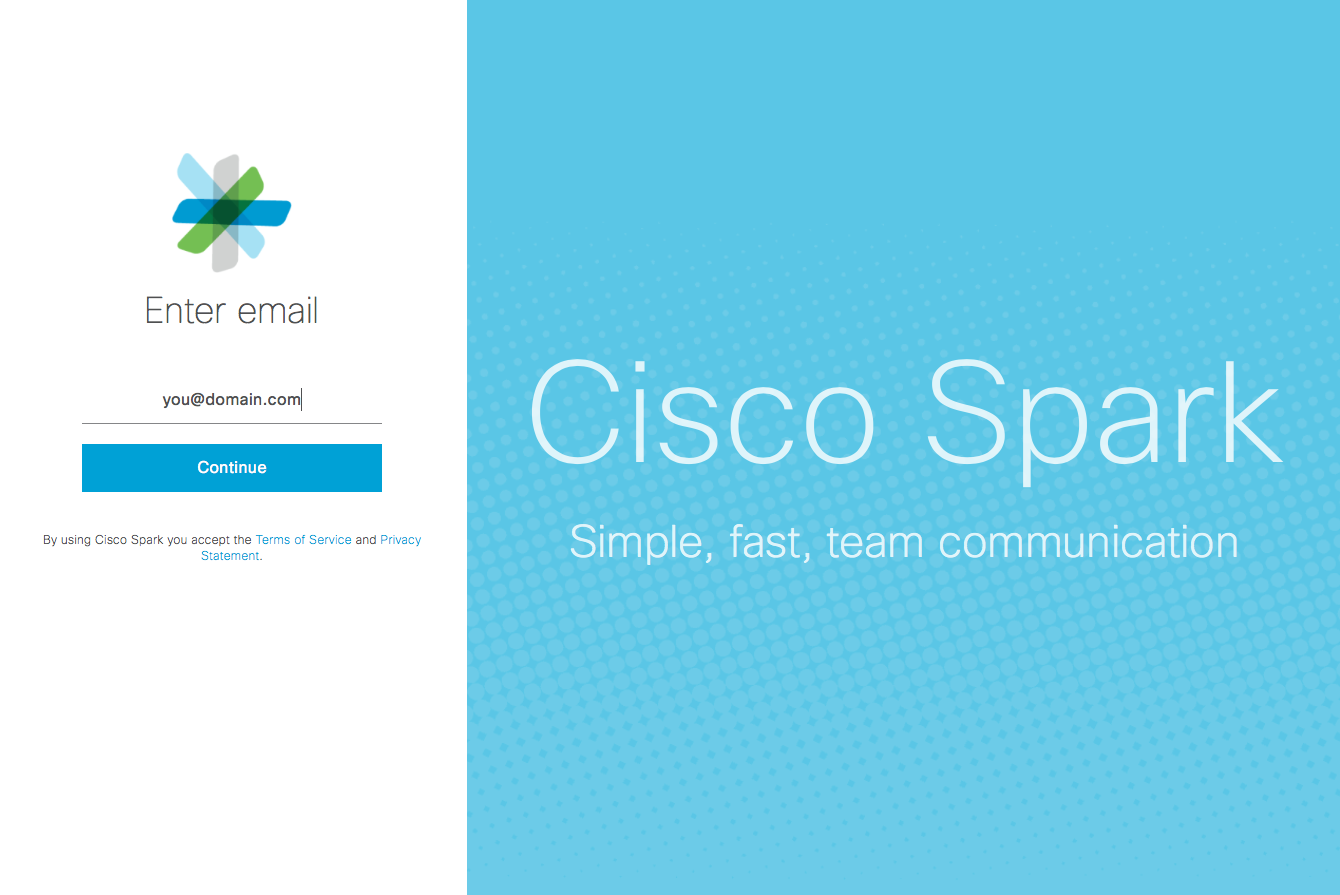 Enter email
you@domain.com
Continue
By using Cisco Spark you accept the Terms of Service and Privacy
Statement.
Cisco Spark
Simple, fast, team communication